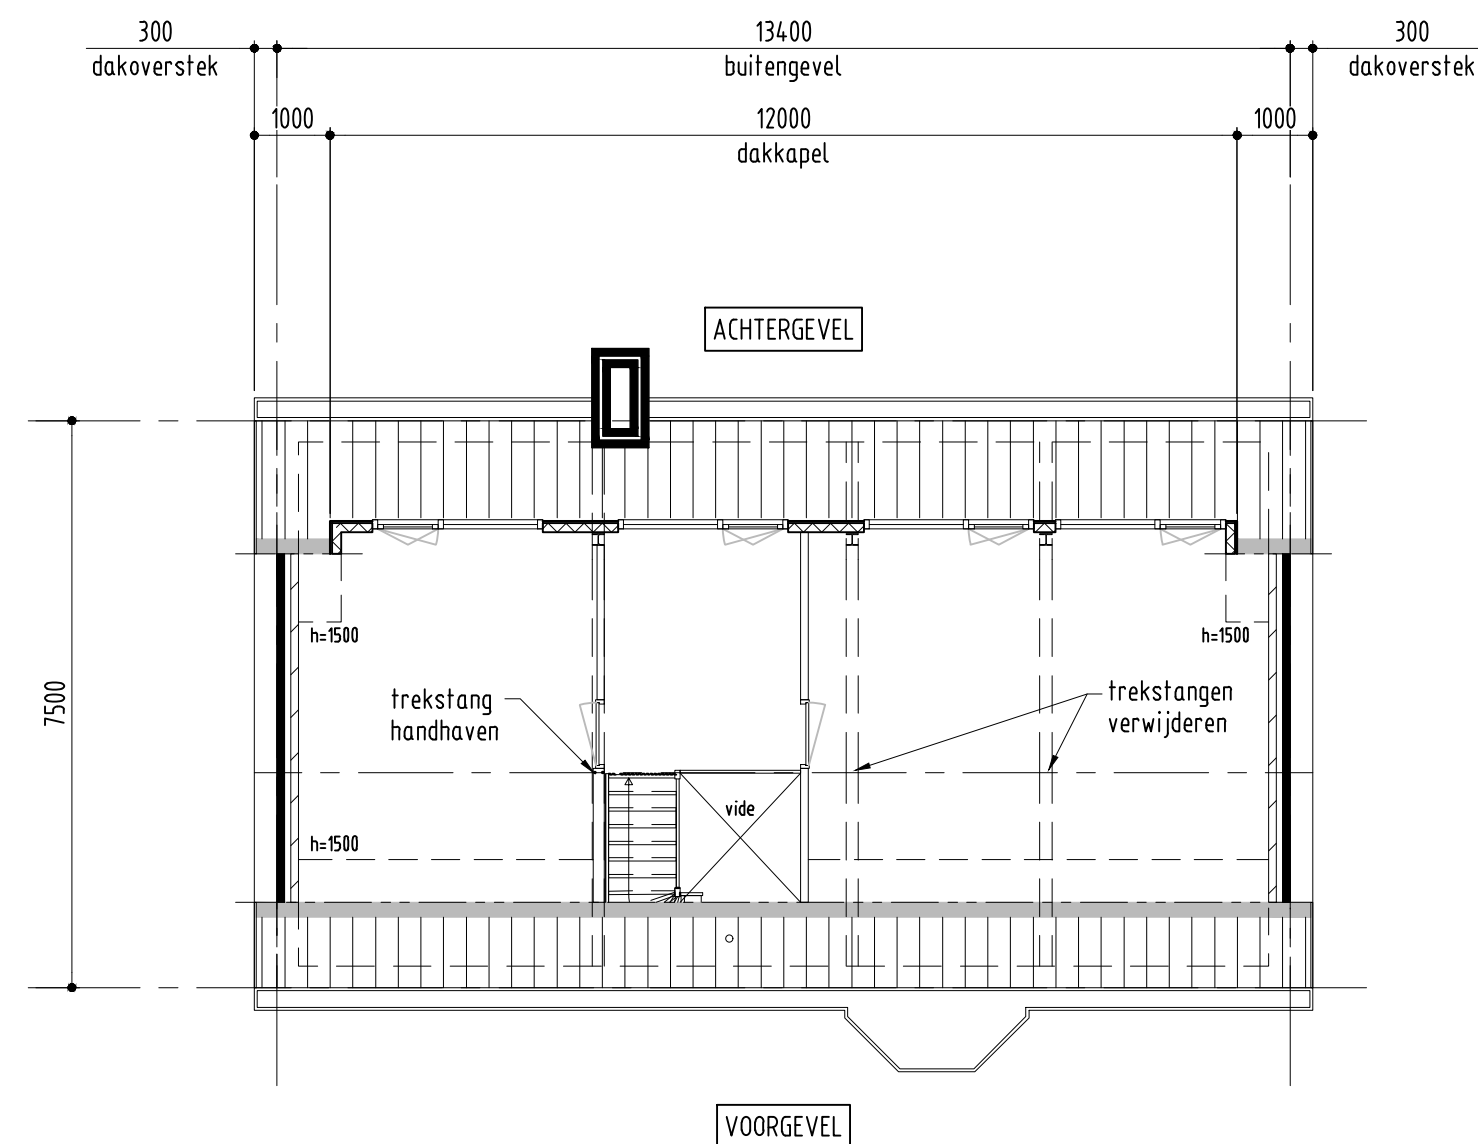 300
13400
300
dakoverstek
buitengevel
dakoverstek
1000
12000
1000
dakkapel
ACHTERGEVEL
h=1500
h=1500
7500
trekstang
handhaven
trekstangen
verwijderen
vide
h=1500
VOORGEVEL